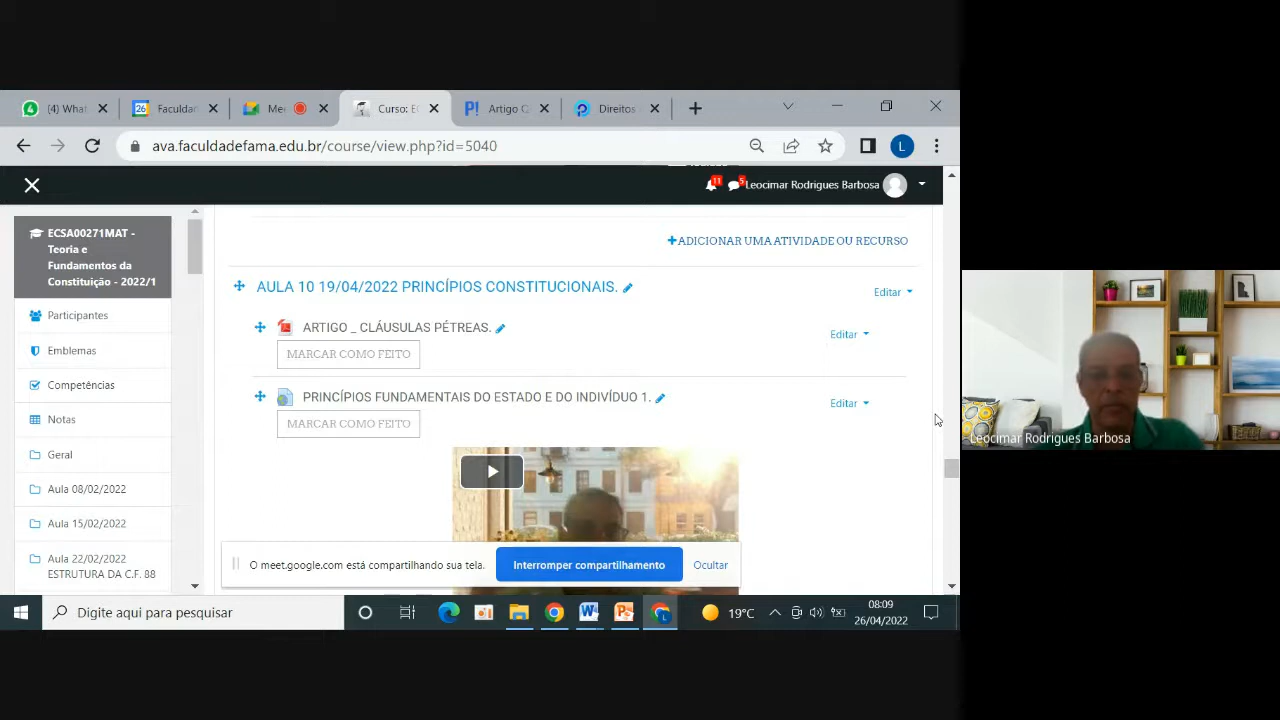 (4) What
Faculdar
Me
Curso: E
Artigo C
Direitos
ava.faculdadefama.edu.br/course/view.php?id=5040
L
11
Leocimar Rodrigues Barbosa
ECSA00271MAT -
Teoria e
Fundamentos da
Constituição - 2022/1
Participantes
Emblemas
Competências
Notas
Geral
Aula 08/02/2022
Aula 15/02/2022
Aula 22/02/2022
ESTRUTURA DA C.F. 88
ADICIONAR UMA ATIVIDADE OU RECURSO
AULA 10 19/04/2022 PRINCÍPIOS CONSTITUCIONAIS.
Editar
ARTIGO _ CLÁUSULAS PÉTREAS.
Editar
MARCAR COMO FEITO
PRINCÍPIOS FUNDAMENTAIS DO ESTADO E DO INDIVÍDUO 1.
Editar
MARCAR COMO FEITO
O meet.google.com está compartilhando sua tela.
Interromper compartilhamento
Ocultar
Digite aqui para pesquisar
19°C
08:09
26/04/2022
Leocimar Rodrigues Barbosa